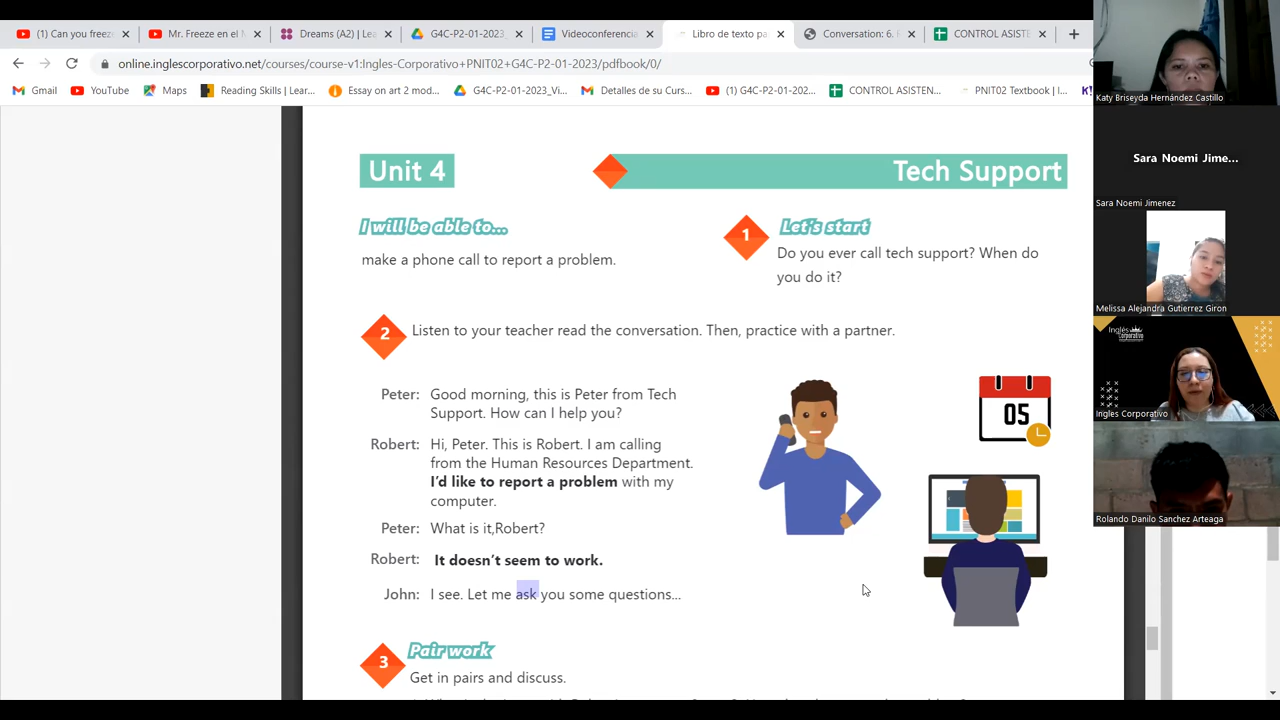 (1) Can you freez
Mr. Freeze en el M
Dreams (A2) | Lea
G4C-P2-01-2023_
Videoconferencia
Libro de texto pa
Conversation: 6. F
CONTROL ASISTE
online.inglescorporativo.net/courses/course-v1:Ingles-Corporativo+PNIT02+G4C-P2-01-2023/pdfbook/0/
Gmail
YouTube
Maps
Reading Skills | Lear...
Essay on art 2 mod...
G4C-P2-01-2023_Vi...
Detalles de su Curs...
(1) G4C-P2-01-202...
CONTROL ASISTEN...
PNIT02 Textbook | I...
Katy Briseyda Hernández Castillo
Sara Noemi Jime...
Sara Noemi Jimenez
Melissa Alejandra Gutierrez Giron
Inglés
Corporativo
Ingles Corporativo
Rolando Danilo Sanchez Arteaga
Unit 4
Tech Support
I will be able to...
make a phone call to report a problem.
1
Let's start
Do you ever call tech support? When do
you do it?
2
Listen to your teacher read the conversation. Then, practice with a partner.
Peter: Good morning, this is Peter from Tech
Support. How can I help you?
Robert: Hi, Peter. This is Robert. I am calling
from the Human Resources Department.
I'd like to report a problem with my
computer.
Peter: What is it,Robert?
Robert: It doesn't seem to work.
John: I see. Let me ask you some questions...
05
3
Pair work
Get in pairs and discuss.